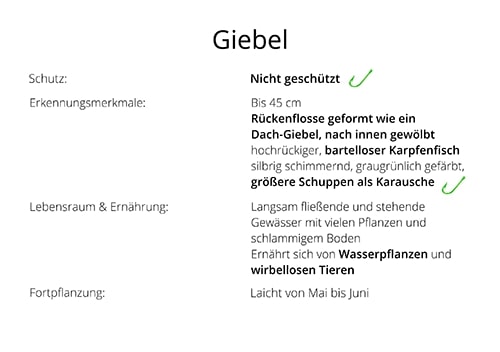 Giebel
Schutz: Nicht geschützt
Erkennungsmerkmale: Bis 45 cm
Rückenflosse geformt wie ein
Dach-Giebel, nach innen gewölbt
hochrückiger, bartelloser Karpfenfisch
silbrig schimmernd, graugrünlich gefärbt,
größere Schuppen als Karausche
Lebensraum & Ernährung: Langsam fließende und stehende
Gewässer mit vielen Pflanzen und
schlammigem Boden
Ernährt sich von Wasserpflanzen und
wirbellosen Tieren
Fortpflanzung: Laicht von Mai bis Juni